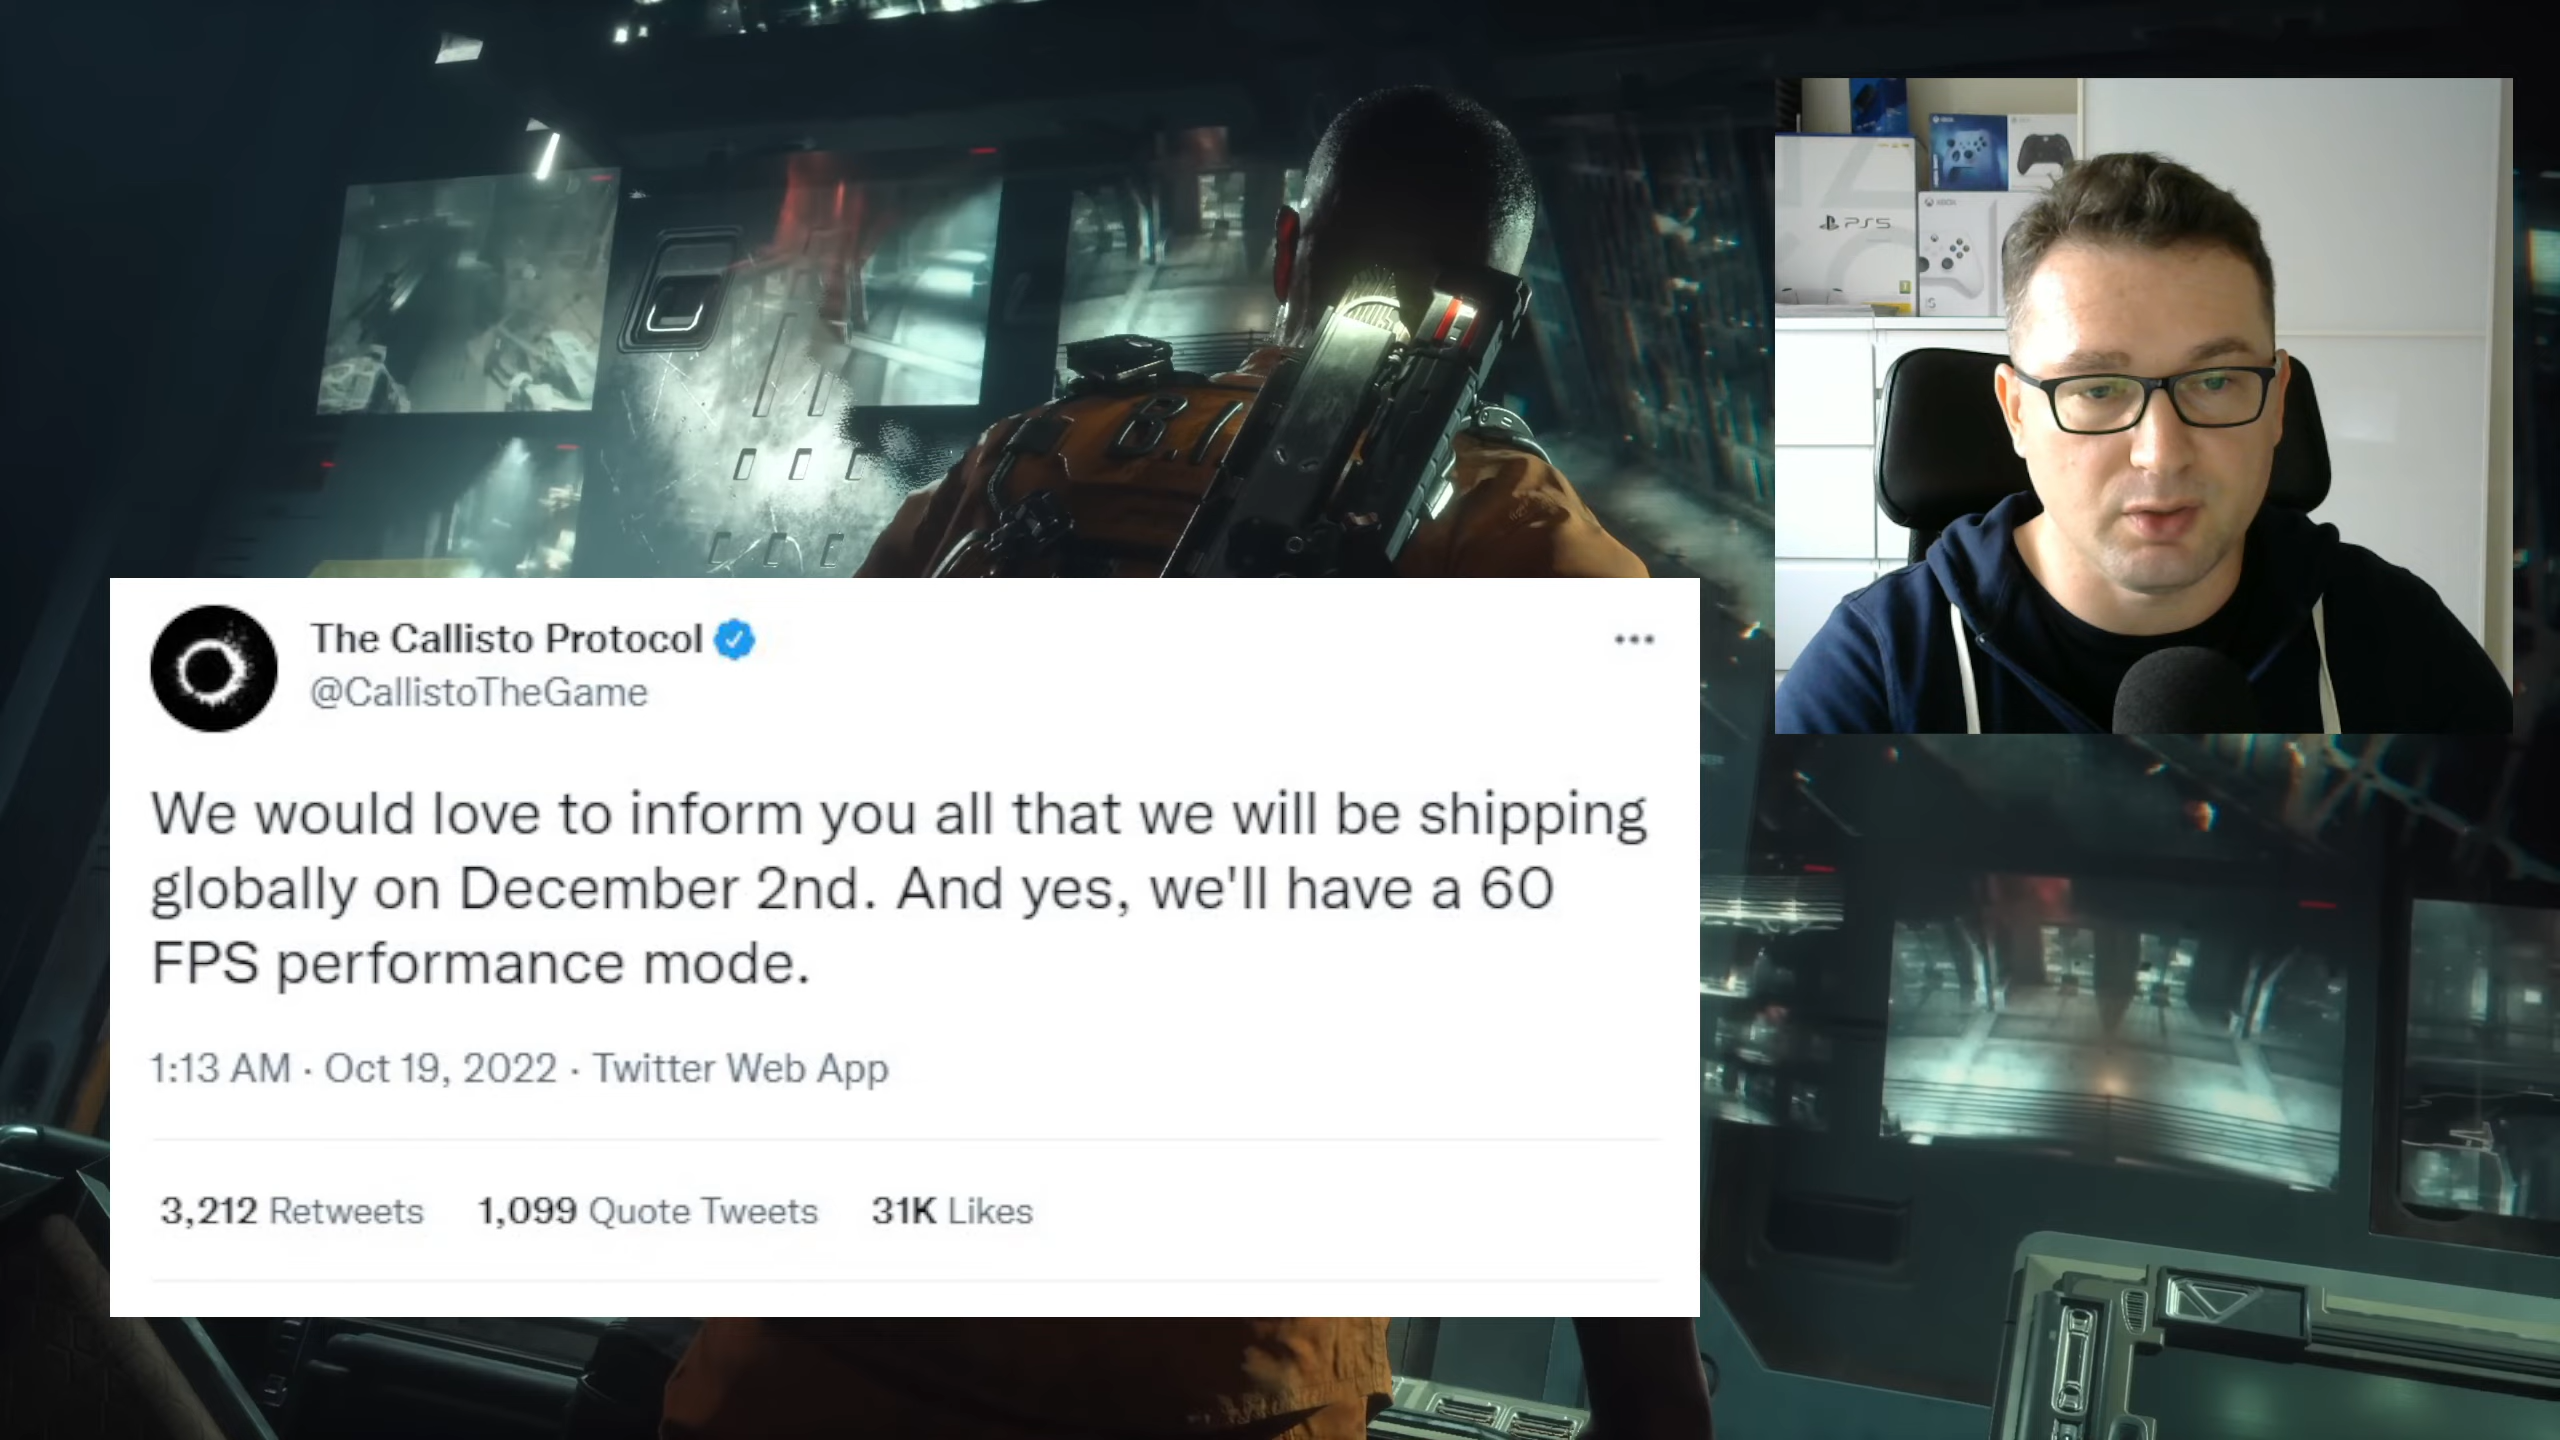 The Callisto Protocol
@CallistoTheGame
We would love to inform you all that we will be shipping
globally on December 2nd. And yes, we'll have a 60
FPS performance mode.
1:13 AM · Oct 19, 2022 · Twitter Web App
3,212 Retweets 1,099 Quote Tweets 31K Likes
PS5
XBOX